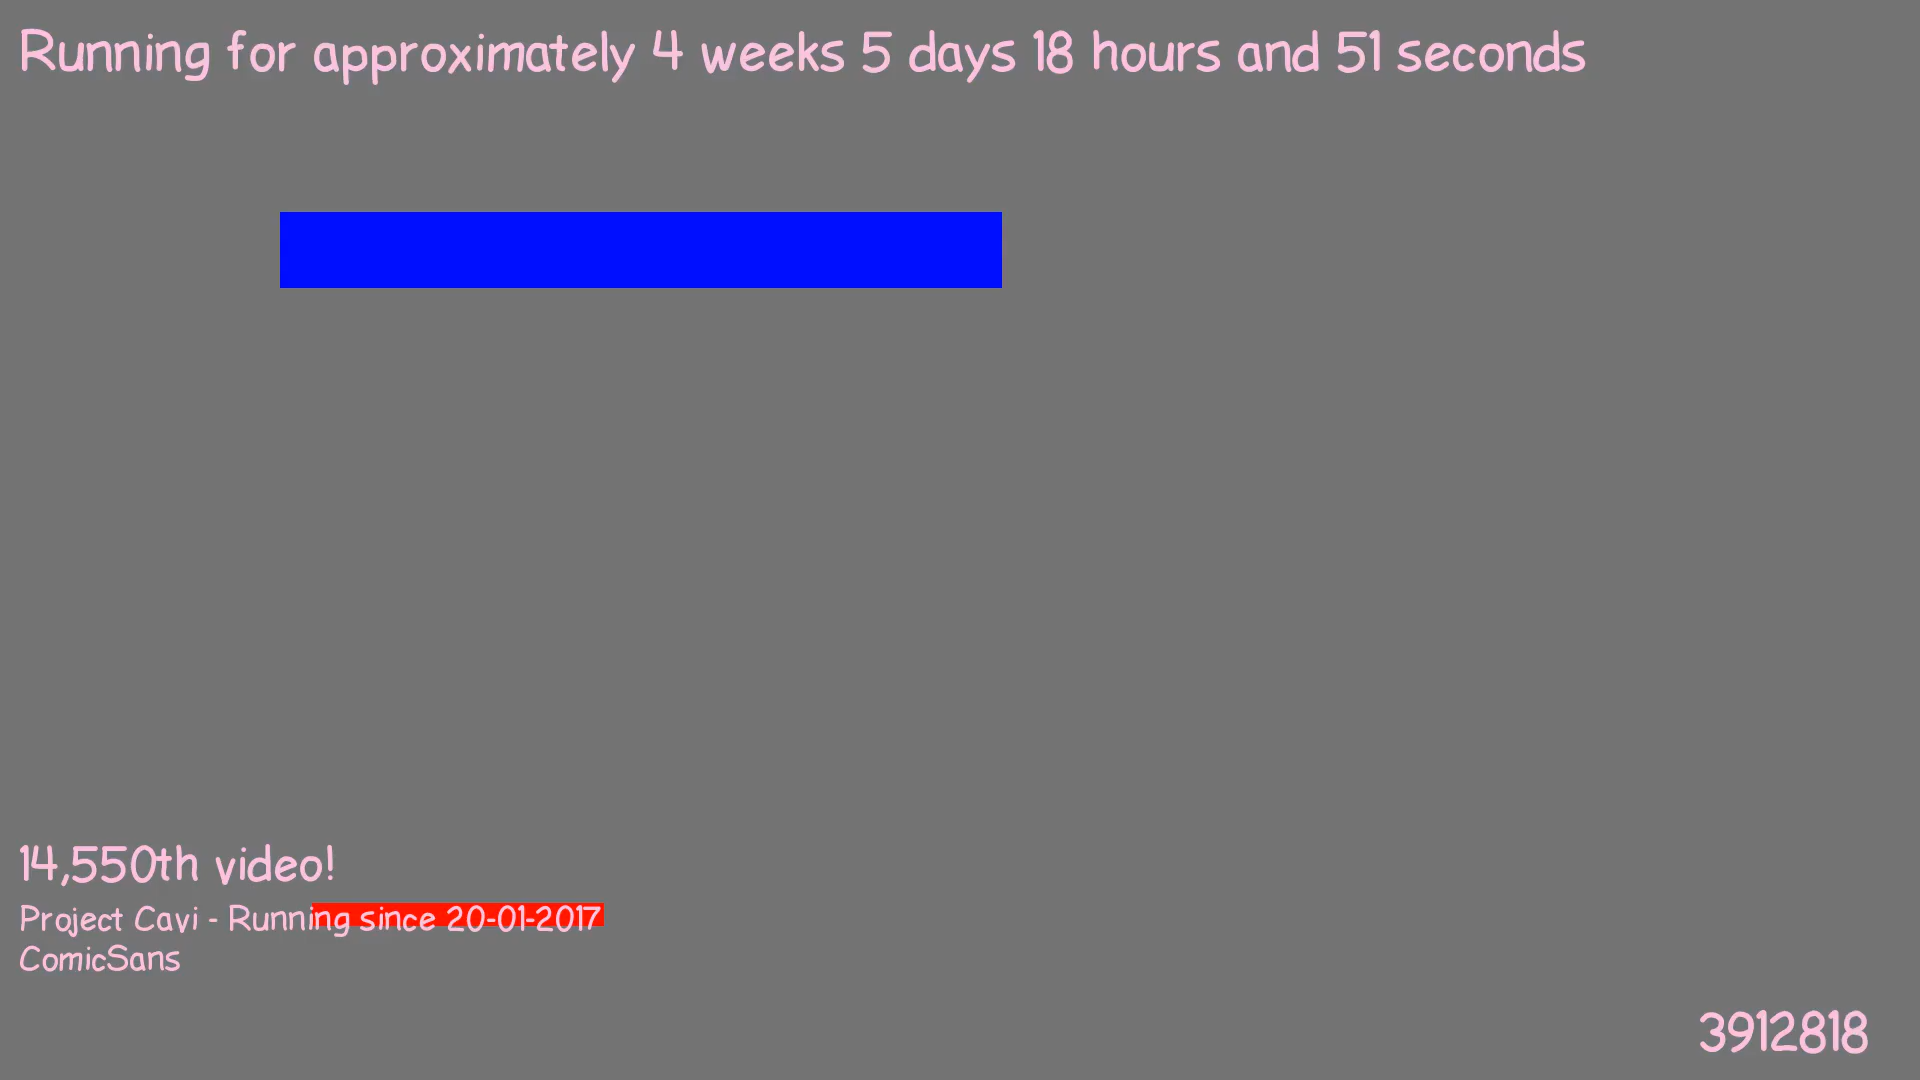 Running for approximately 4 weeks 5 days 18 hours and 51 seconds
14,550th video!
Project Cavi - Running since 20-01-2017
ComicSans
3912818